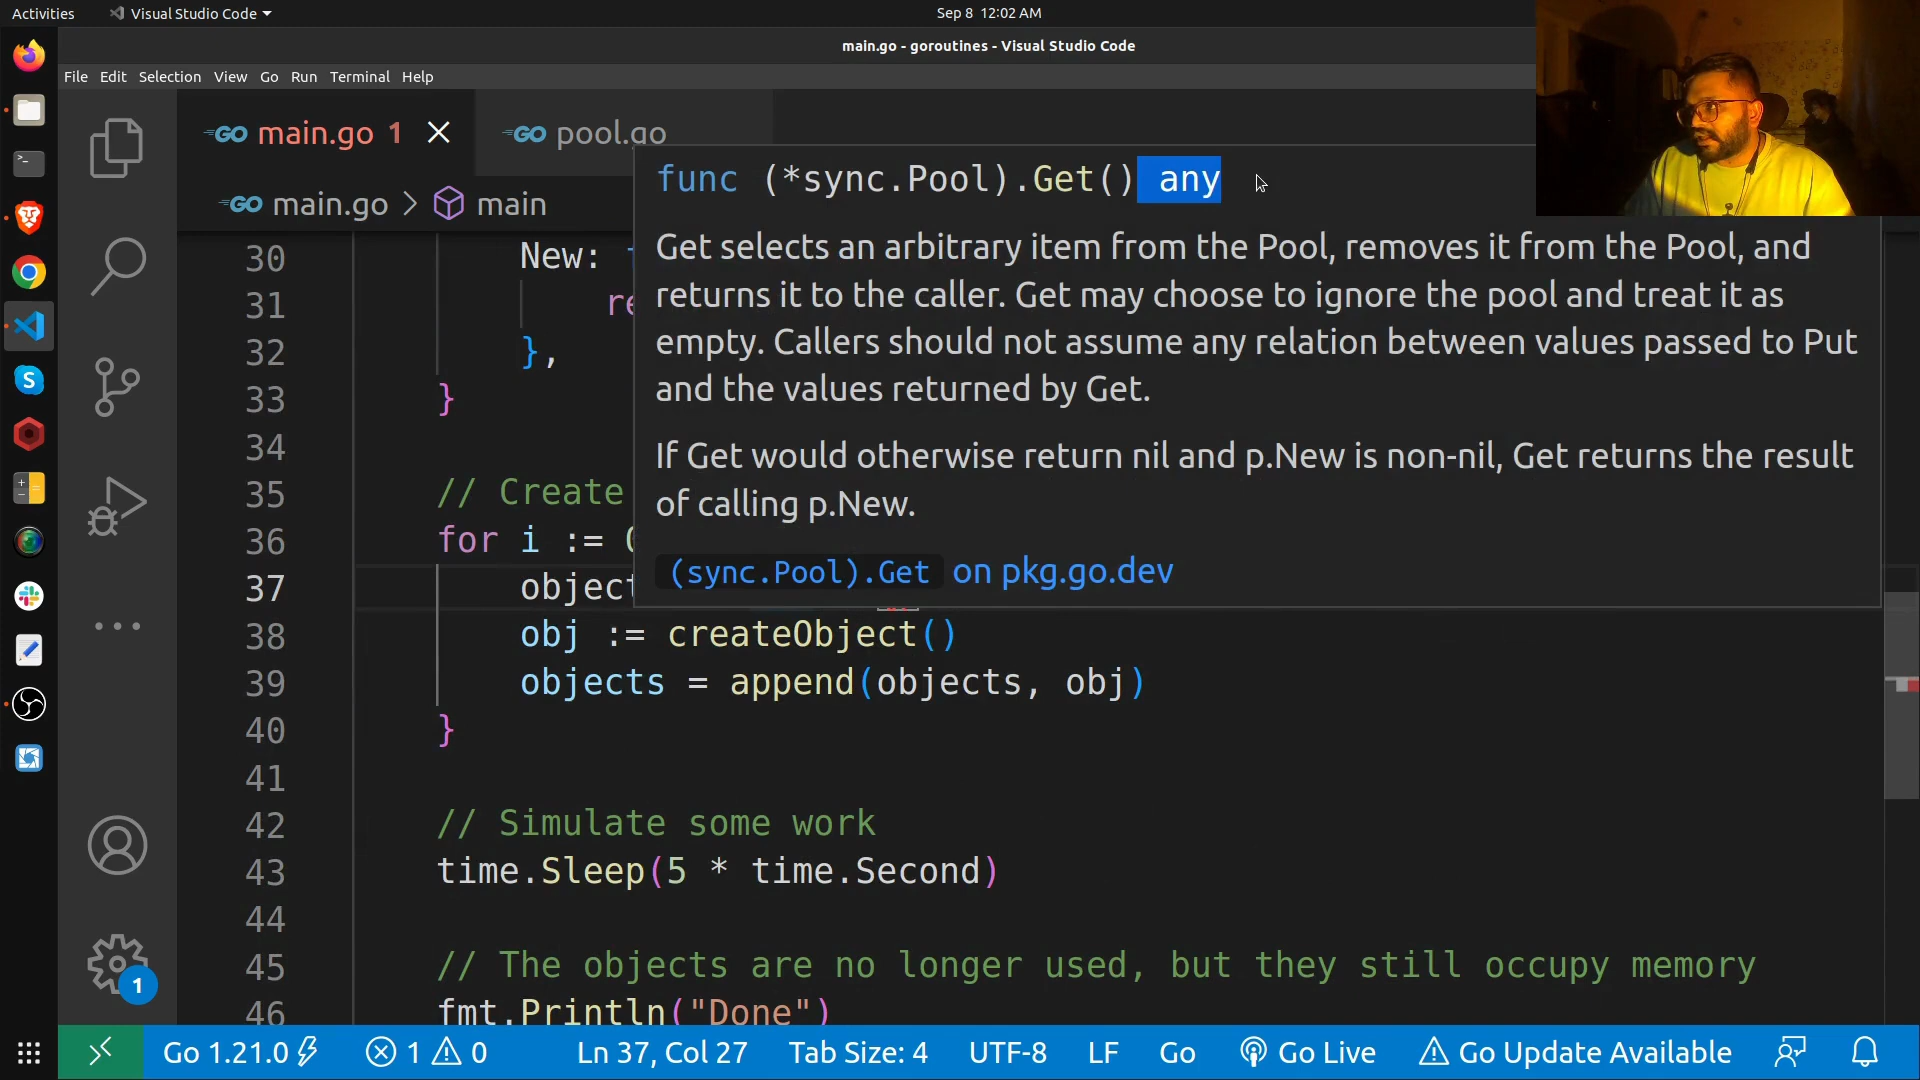 Activities Visual Studio Code Sep 8 12:02 AM
main.go - goroutines - Visual Studio Code
File Edit Selection View Go Run Terminal Help
GO main.go 1 GO pool.go
GO main.go > main
func (*sync.Pool).Get() any
Get selects an arbitrary item from the Pool, removes it from the Pool, and
returns it to the caller. Get may choose to ignore the pool and treat it as
empty. Callers should not assume any relation between values passed to Put
and the values returned by Get.
If Get would otherwise return nil and p.New is non-nil, Get returns the result
of calling p.New.
(sync.Pool).Get on pkg.go.dev
30 New:
31 re
32 },
33 }
34
35 // Create
36 for i :=
37 object
38 obj := createObject()
39 objects = append(objects, obj)
40 }
41
42 // Simulate some work
43 time.Sleep(5 * time.Second)
44
45 // The objects are no longer used, but they still occupy memory
46 fmt.Println("Done")
1
Go 1.21.0 1 0 Ln 37, Col 27 Tab Size: 4 UTF-8 LF Go Go Live Go Update Available